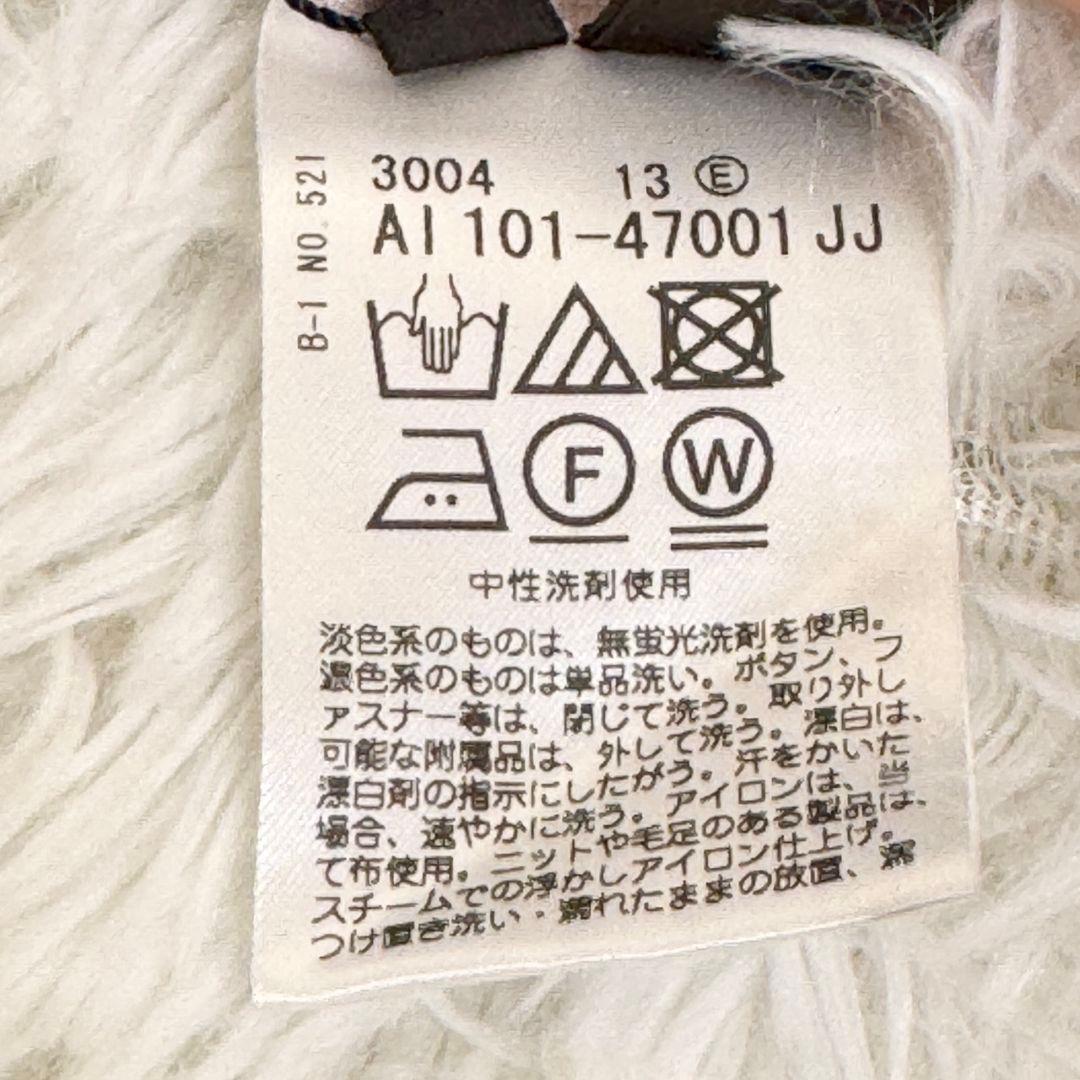 B-1 NO. 521
3004 13 E
AI 101-47001 JJ
F W
中性洗剤使用
淡色系のものは、無蛍光洗剤を使用。
濃色系のものは単品洗い。ボタン、フ
ァスナー等は、閉じて洗う。取り外し
可能な附属品は、外して洗う。漂白は、
漂白剤の指示にしたがう。汗をかいた
場合、速やかに洗う。アイロンは、当
て布使用。ニットや毛足のある製品は、
スチームでの浮かしアイロン仕上げ。濡
つけ置き洗い・濡れたままの放置、